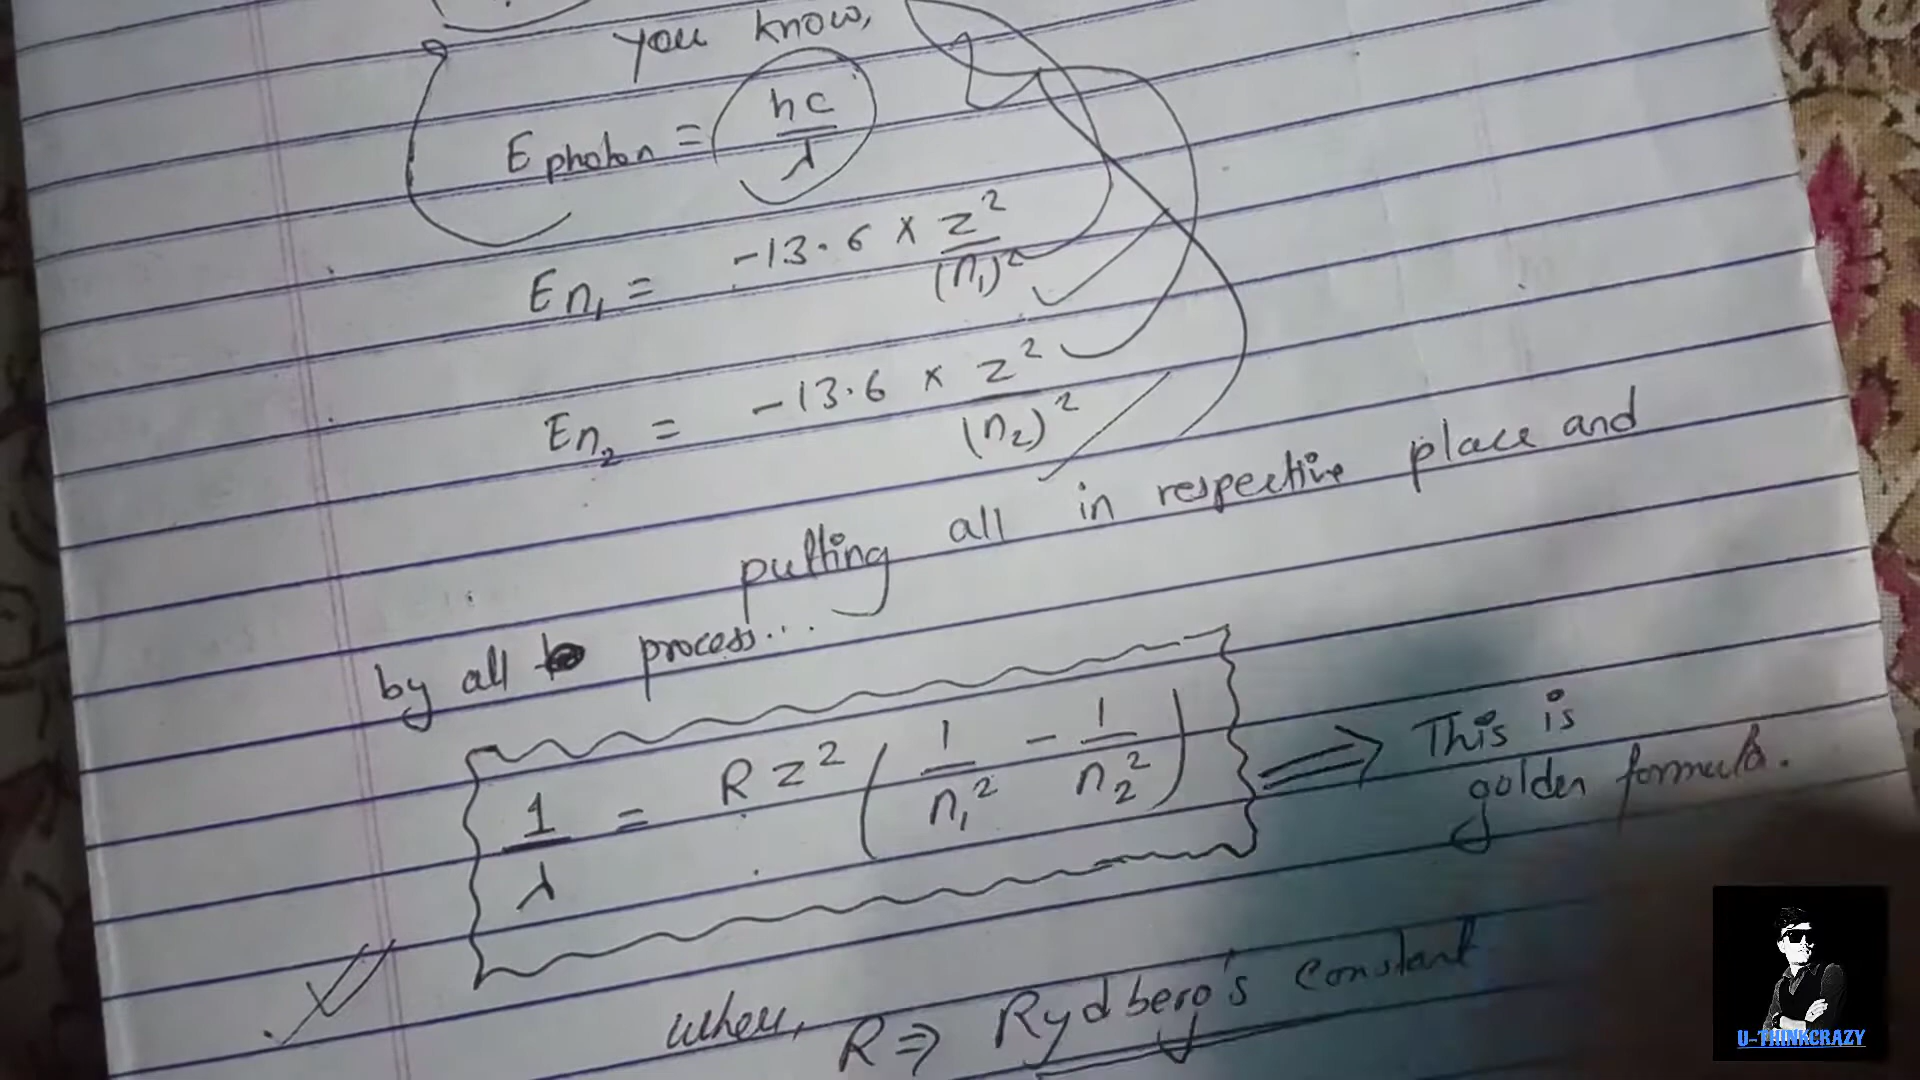 you know,
E photon = hc/λ
En₁ = -13.6 × z²/(n₁)²
En₂ = -13.6 × z²/(n₂)²
putting all in respective place and
by all process...
1/λ = R z² (1/n₁² - 1/n₂²) ⇒ This is
golden formula.
where, R ⇒ Rydberg's constant
U-THINKCRAZY